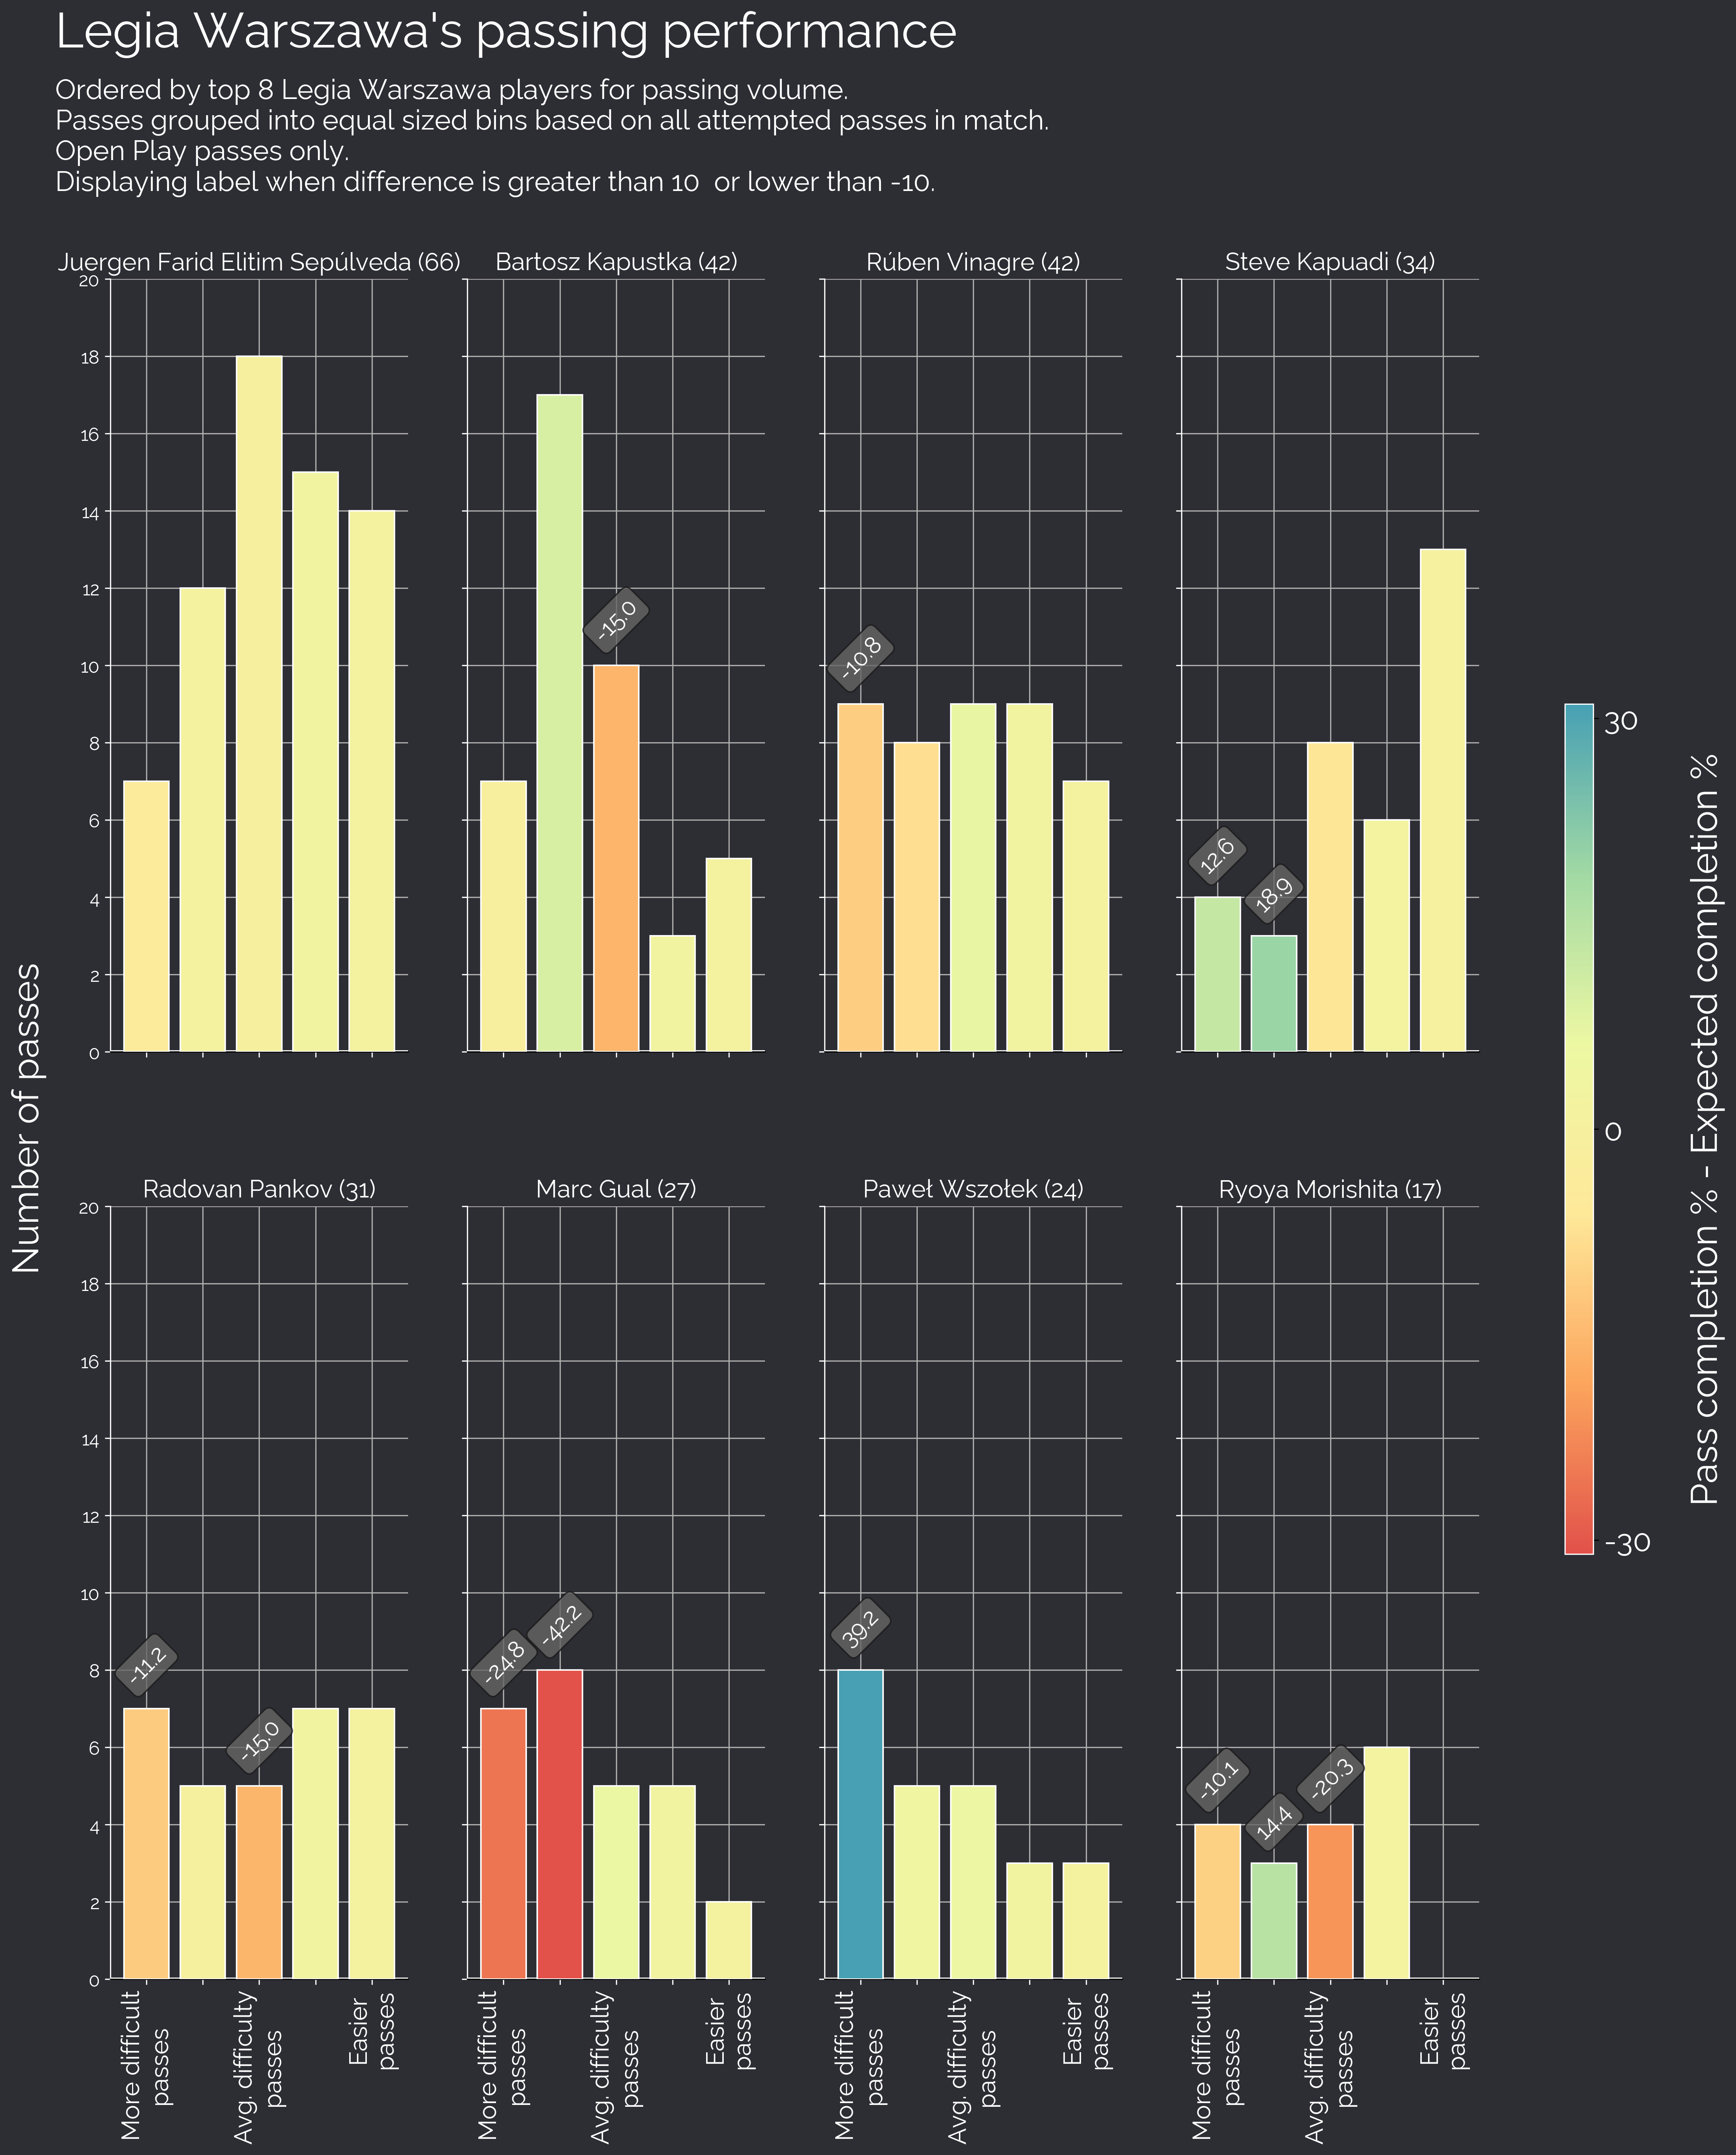 Legia Warszawa's passing performance
Ordered by top 8 Legia Warszawa players for passing volume.
Passes grouped into equal sized bins based on all attempted passes in match.
Open Play passes only.
Displaying label when difference is greater than 10  or lower than -10.
Number of passes
Juergen Farid Elitim Sepúlveda (66)
20
18
16
14
12
10
8
6
4
2
0
Bartosz Kapustka (42)
-15.0
Rúben Vinagre (42)
-10.8
Steve Kapuadi (34)
12.6
18.9
Radovan Pankov (31)
20
18
16
14
12
10
8
6
4
2
0
-11.2
-15.0
More difficult
passes
Avg. difficulty
passes
Easier
passes
Marc Gual (27)
-24.8
-42.2
More difficult
passes
Avg. difficulty
passes
Easier
passes
Paweł Wszołek (24)
39.2
More difficult
passes
Avg. difficulty
passes
Easier
passes
Ryoya Morishita (17)
-10.1
14.4
-20.3
More difficult
passes
Avg. difficulty
passes
Easier
passes
30
0
-30
Pass completion % - Expected completion %